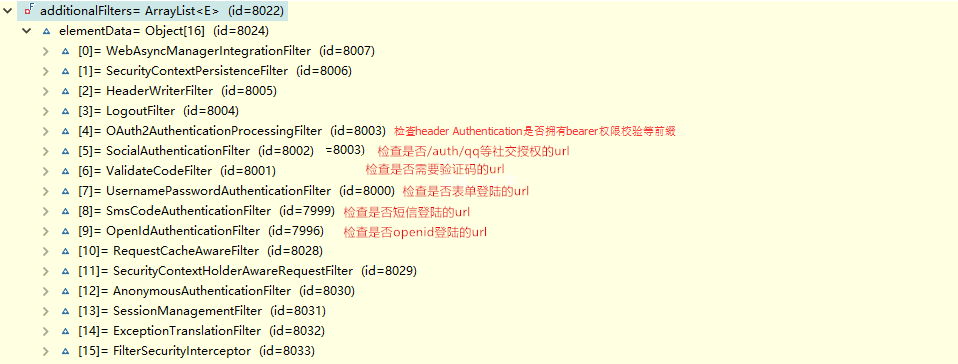 additionalFilters= ArrayList<E> (id=8022)
elementData= Object[16] (id=8024)
[0]= WebAsyncManagerIntegrationFilter (id=8007)
[1]= SecurityContextPersistenceFilter (id=8006)
[2]= HeaderWriterFilter (id=8005)
[3]= LogoutFilter (id=8004)
[4]= OAuth2AuthenticationProcessingFilter (id=8003) 检查header Authentication是否拥有bearer权限校验等前缀
[5]= SocialAuthenticationFilter (id=8002) =8003) 检查是否/auth/qq等社交授权的url
[6]= ValidateCodeFilter (id=8001) 检查是否需要验证码的url
[7]= UsernamePasswordAuthenticationFilter (id=8000) 检查是否表单登陆的url
[8]= SmsCodeAuthenticationFilter (id=7999) 检查是否短信登陆的url
[9]= OpenIdAuthenticationFilter (id=7996) 检查是否openid登陆的url
[10]= RequestCacheAwareFilter (id=8028)
[11]= SecurityContextHolderAwareRequestFilter (id=8029)
[12]= AnonymousAuthenticationFilter (id=8030)
[13]= SessionManagementFilter (id=8031)
[14]= ExceptionTranslationFilter (id=8032)
[15]= FilterSecurityInterceptor (id=8033)